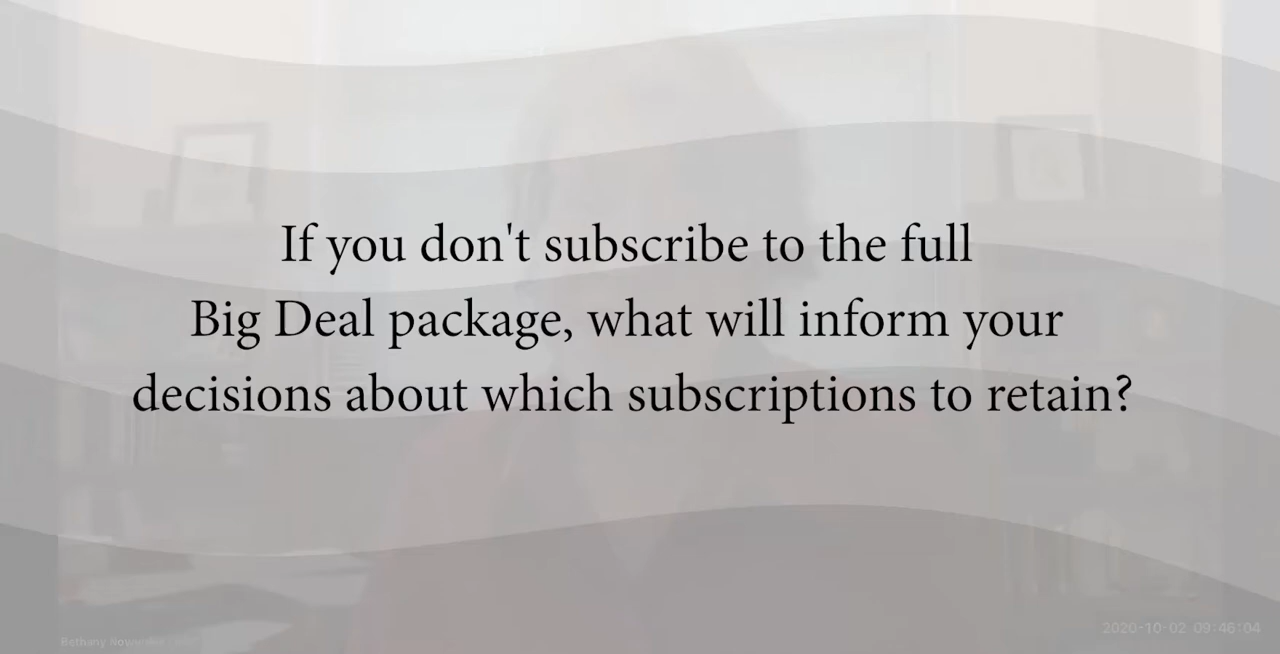 If you don't subscribe to the full
Big Deal package, what will inform your
decisions about which subscriptions to retain?
Bethany
2020-10-02 09:46:04